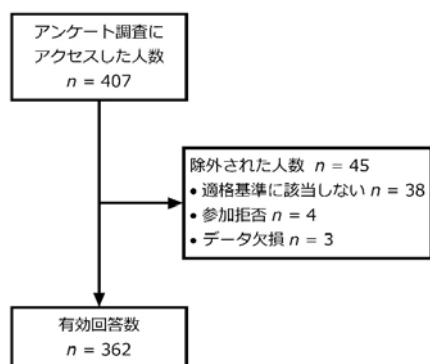 アンケート調査に
アクセスした人数
n = 407
除外された人数 n = 45
• 適格基準に該当しない n = 38
• 参加拒否 n = 4
• データ欠損 n = 3
有効回答数
n = 362